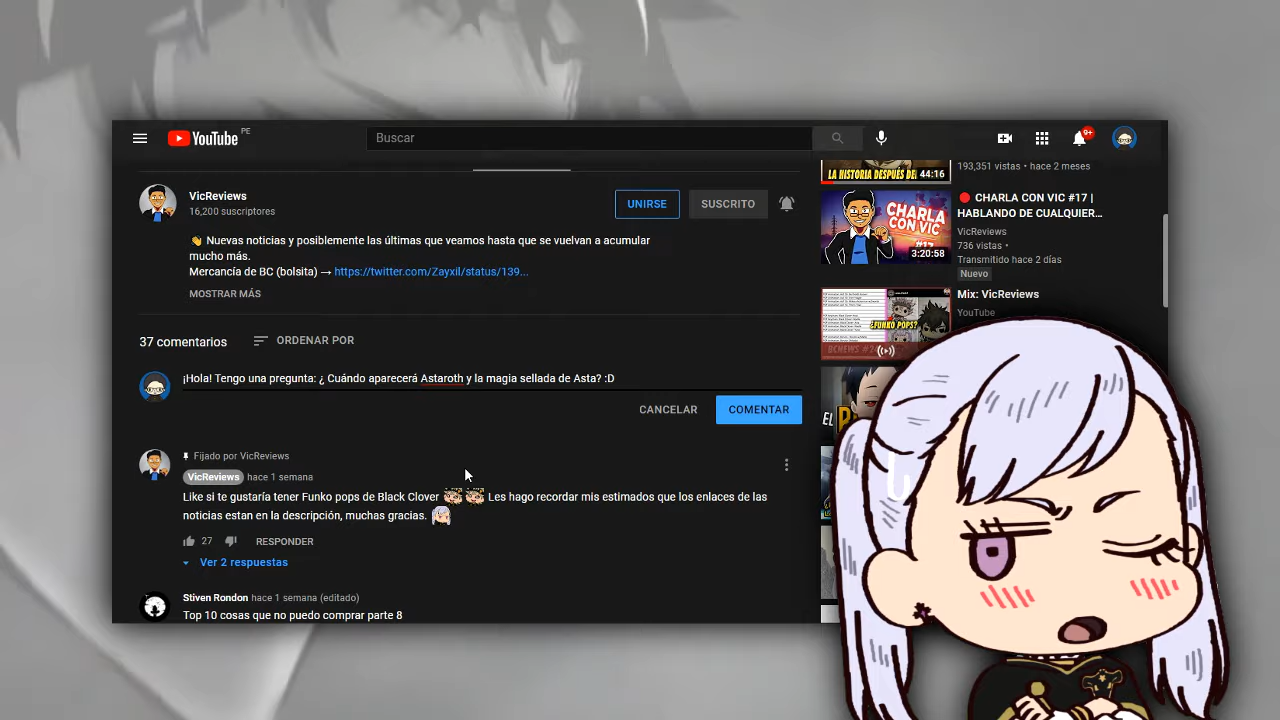 YouTube PE
Buscar
9+
VicReviews
16,200 suscriptores
UNIRSE
SUSCRITO
👋 Nuevas noticias y posiblemente las últimas que veamos hasta que se vuelvan a acumular
mucho más.
Mercancía de BC (bolsita) → https://twitter.com/Zayxil/status/139...
MOSTRAR MÁS
37 comentarios
ORDENAR POR
¡Hola! Tengo una pregunta: ¿ Cuándo aparecerá Astaroth y la magia sellada de Asta? :D
CANCELAR
COMENTAR
Fijado por VicReviews
VicReviews hace 1 semana
Like si te gustaría tener Funko pops de Black Clover Les hago recordar mis estimados que los enlaces de las
noticias estan en la descripción, muchas gracias.
27
RESPONDER
Ver 2 respuestas
Stiven Rondon hace 1 semana (editado)
Top 10 cosas que no puedo comprar parte 8
LA HISTORIA DESPUÉS DE
44:16
193,351 vistas • hace 2 meses
CHARLA
CON VIC
#17
3:20:58
🔴 CHARLA CON VIC #17 |
HABLANDO DE CUALQUIER...
VicReviews
736 vistas •
Transmitido hace 2 días
Nuevo
¿FUNKO POPS?
BCNEWS
Mix: VicReviews
YouTube
EL